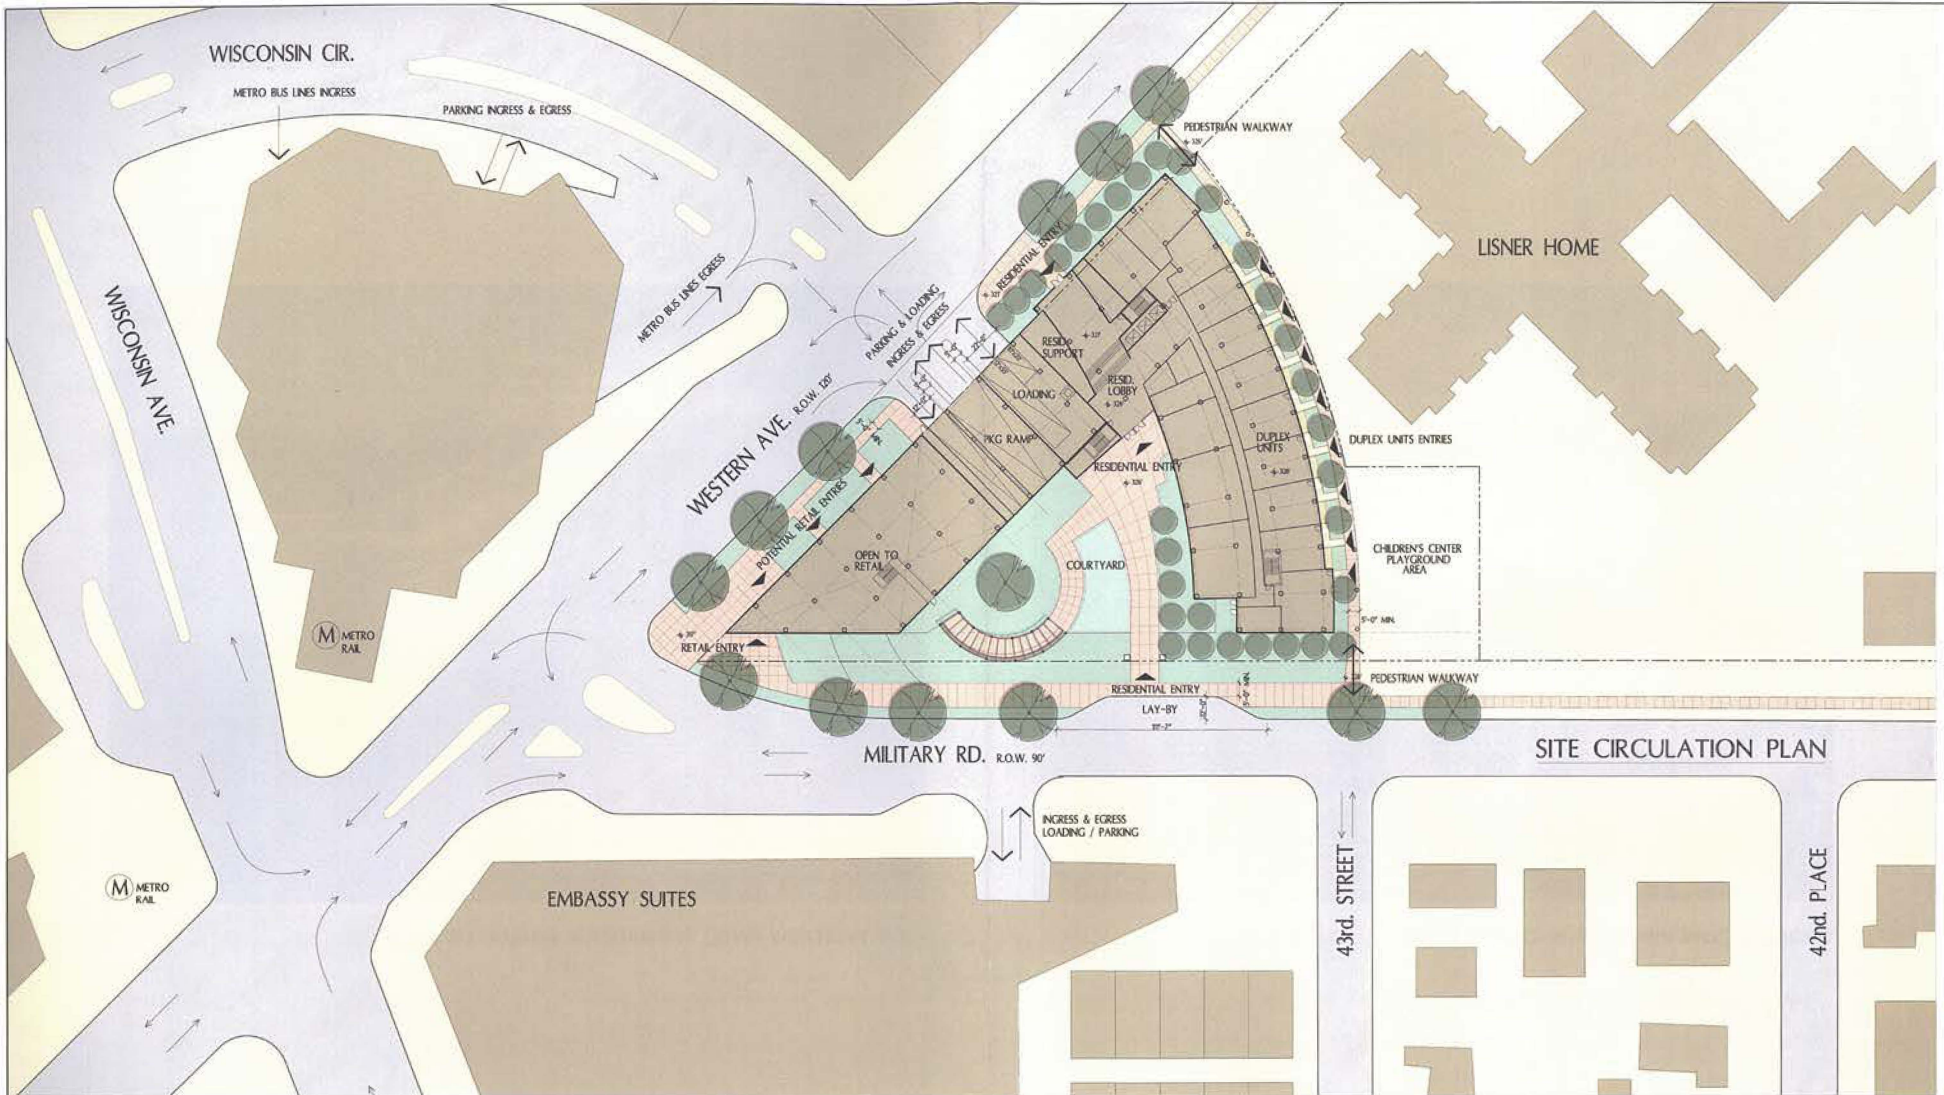 WISCONSIN CIR.
METRO BUS LINES INGRESS
PARKING INGRESS & EGRESS
PEDESTRIAN WALKWAY
LISNER HOME
RESIDENTIAL ENTRY
METRO BUS LINES EGRESS
PARKING & LOADING
INGRESS & EGRESS
WISCONSIN AVE.
WESTERN AVE. R.O.W. 120'
RESID.
SUPPORT
LOADING
RESID.
LOBBY
PKG RAMP
DUPLEX
UNITS
DUPLEX UNITS ENTRIES
RESIDENTIAL ENTRY
POTENTIAL RETAIL ENTRIES
OPEN TO
RETAIL
COURTYARD
CHILDREN'S CENTER
PLAYGROUND
AREA
M METRO
RAIL
5'-0" MIN.
RETAIL ENTRY
PEDESTRIAN WALKWAY
RESIDENTIAL ENTRY
LAY-BY
MILITARY RD. R.O.W. 90'
SITE CIRCULATION PLAN
INGRESS & EGRESS
LOADING / PARKING
M METRO
RAIL
EMBASSY SUITES
43rd. STREET
42nd. PLACE